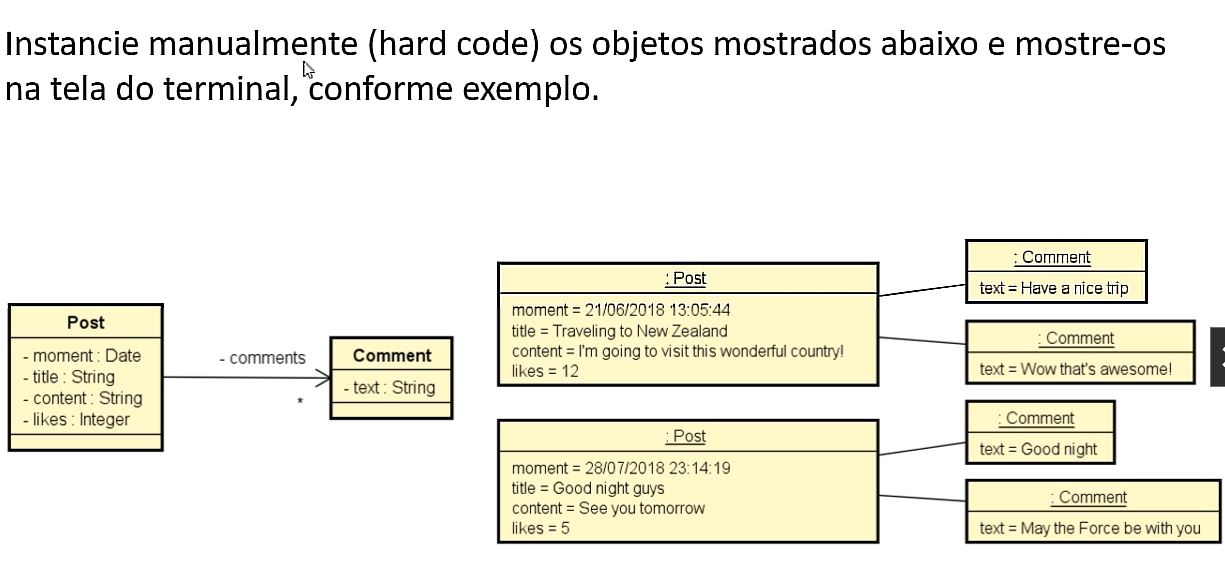 Instancie manualmente (hard code) os objetos mostrados abaixo e mostre-os
na tela do terminal, conforme exemplo.
Post
- moment : Date
- title : String
- content : String
- likes : Integer
- comments
*
Comment
- text : String
: Post
moment = 21/06/2018 13:05:44
title = Traveling to New Zealand
content = I'm going to visit this wonderful country!
likes = 12
: Comment
text = Have a nice trip
: Comment
text = Wow that's awesome!
: Post
moment = 28/07/2018 23:14:19
title = Good night guys
content = See you tomorrow
likes = 5
: Comment
text = Good night
: Comment
text = May the Force be with you